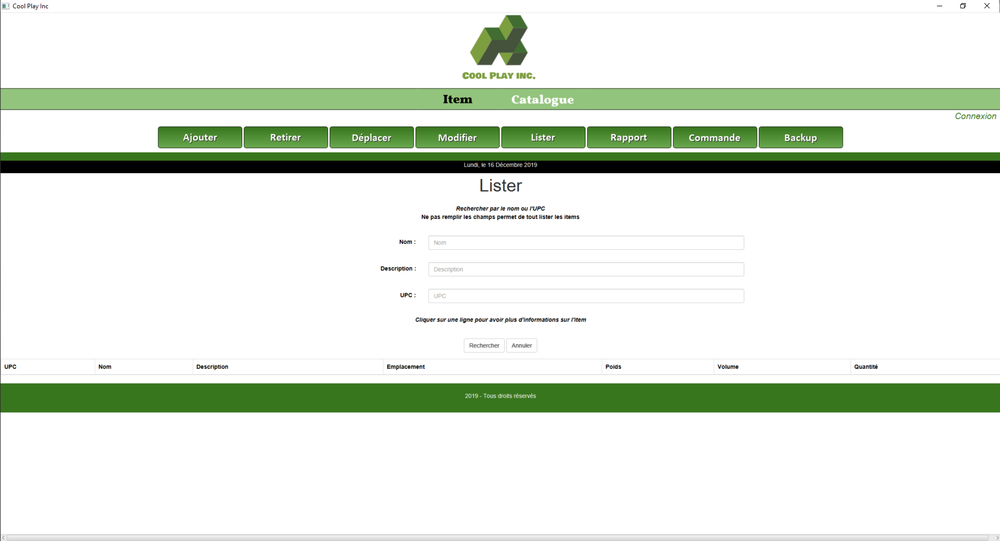 Cool Play Inc
Cool Play inc.
Item Catalogue
Connexion
Ajouter Retirer Déplacer Modifier Lister Rapport Commande Backup
Lundi, le 16 Décembre 2019
Lister
Rechercher par le nom ou l'UPC
Ne pas remplir les champs permet de tout lister les items
Nom : Nom
Description : Description
UPC : UPC
Cliquer sur une ligne pour avoir plus d'informations sur l'item
Rechercher Annuler
UPC Nom Description Emplacement Poids Volume Quantité
2019 - Tous droits réservés